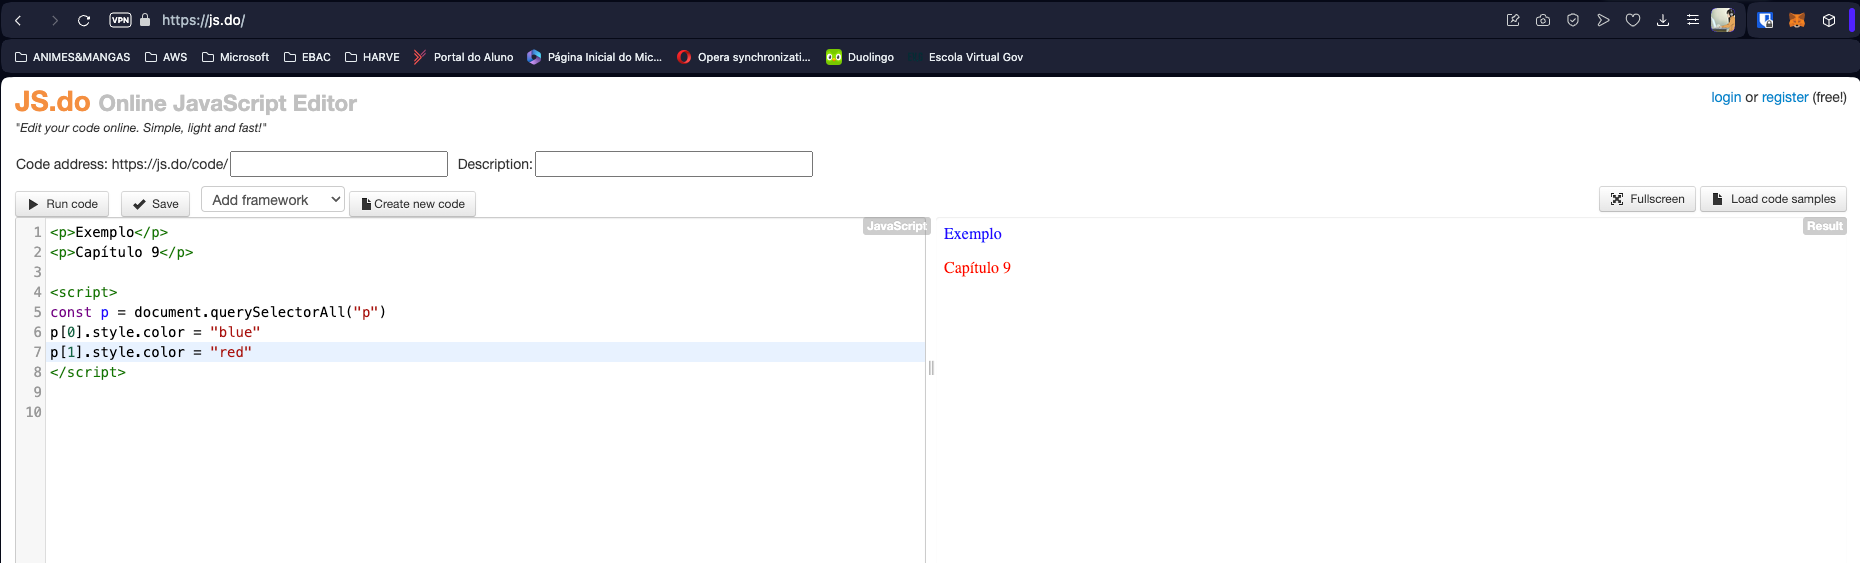 VPN https://js.do/
ANIMES&MANGAS AWS Microsoft EBAC HARVE Portal do Aluno Página Inicial do Mic... Opera synchronizati... Duolingo Escola Virtual Gov
JS.do Online JavaScript Editor
login or register (free!)
"Edit your code online. Simple, light and fast!"
Code address: https://js.do/code/ Description:
Run code Save Add framework Create new code Fullscreen Load code samples
JavaScript
Result
1 <p>Exemplo</p>
2 <p>Capítulo 9</p>
3
4 <script>
5 const p = document.querySelectorAll("p")
6 p[0].style.color = "blue"
7 p[1].style.color = "red"
8 </script>
9
10
Exemplo
Capítulo 9